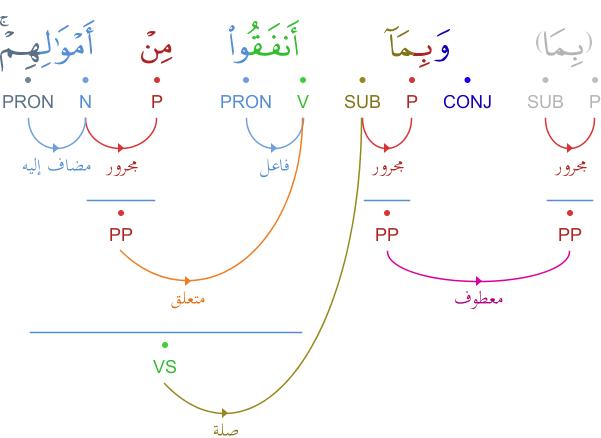 (بِمَا) وَبِمَآ أَنفَقُوا۟ مِنْ أَمْوَٰلِهِمْ ۚ
P SUB CONJ P SUB V PRON P N PRON
مجرور مجرور فاعل مجرور مضاف إليه
PP PP PP
معطوف متعلق
VS
صلة